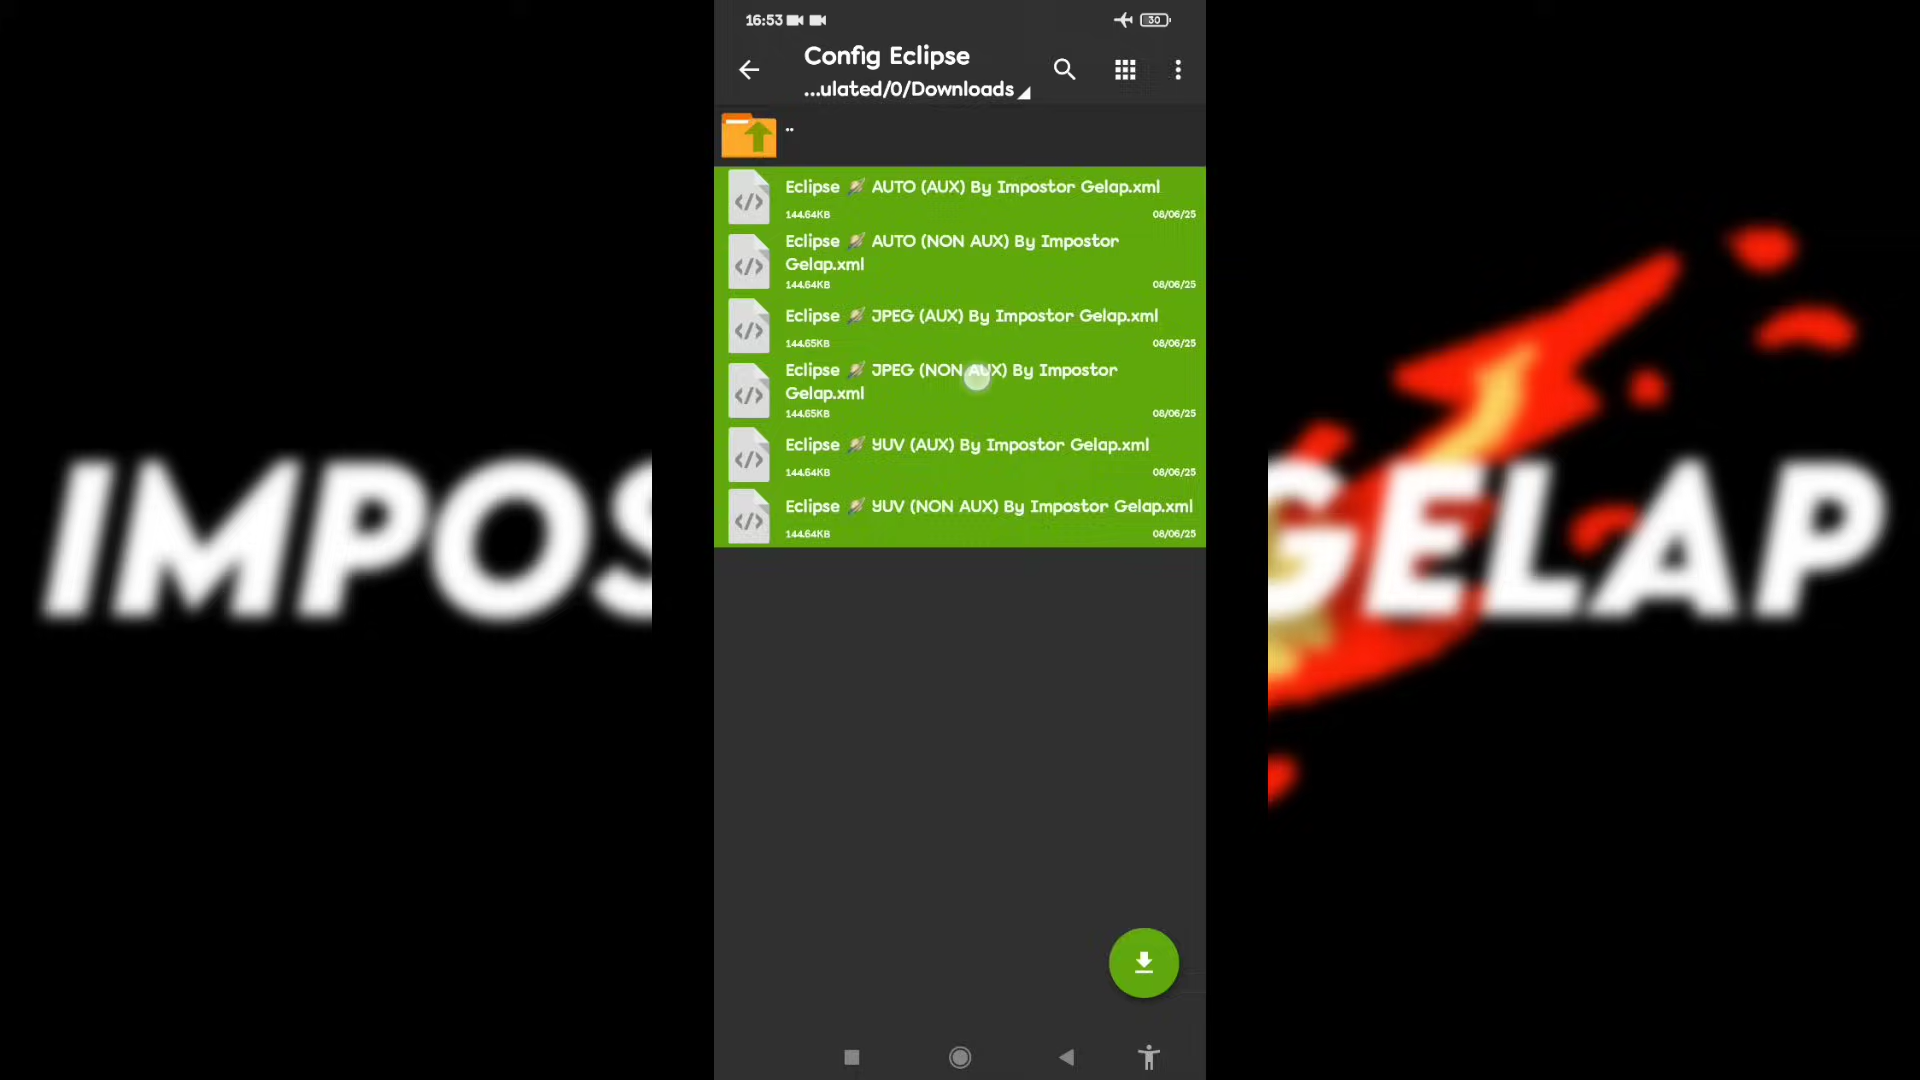 16:53
30
Config Eclipse
...ulated/0/Downloads
..
Eclipse 🪐 AUTO (AUX) By Impostor Gelap.xml
144.64KB 08/06/25
Eclipse 🪐 AUTO (NON AUX) By Impostor
Gelap.xml
144.64KB 08/06/25
Eclipse 🪐 JPEG (AUX) By Impostor Gelap.xml
144.65KB 08/06/25
Eclipse 🪐 JPEG (NON AUX) By Impostor
Gelap.xml
144.65KB 08/06/25
Eclipse 🪐 YUV (AUX) By Impostor Gelap.xml
144.64KB 08/06/25
Eclipse 🪐 YUV (NON AUX) By Impostor Gelap.xml
144.64KB 08/06/25
IMPOS
GELAP